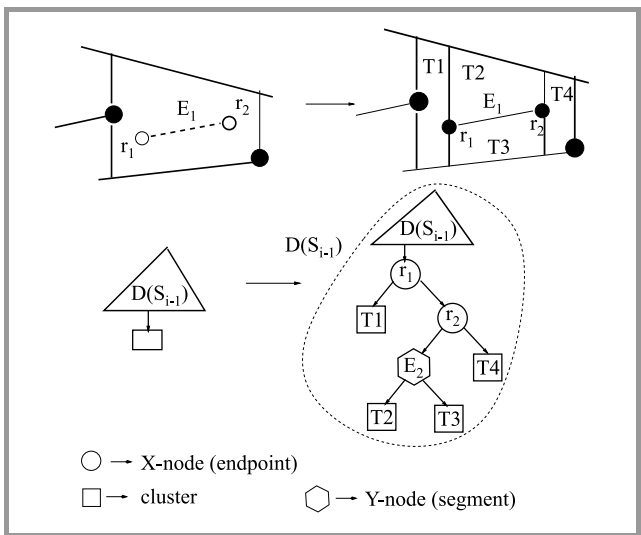 E₁
r₂
r₁
T1
T2
T4
E₁
r₁
r₂
T3
D(Sᵢ₋₁)
D(Sᵢ₋₁)
D(Sᵢ₋₁)
r₁
T1
r₂
E₂
T4
T2
T3
X-node (endpoint)
cluster
Y-node (segment)